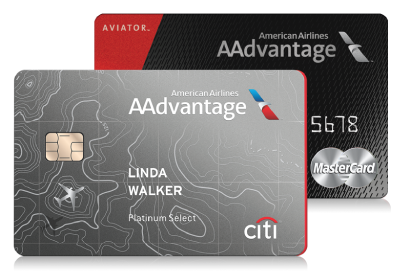 AVIATOR.
American Airlines
AAdvantage
5678
MasterCard
American Airlines
AAdvantage
LINDA
WALKER
Platinum Select
citi